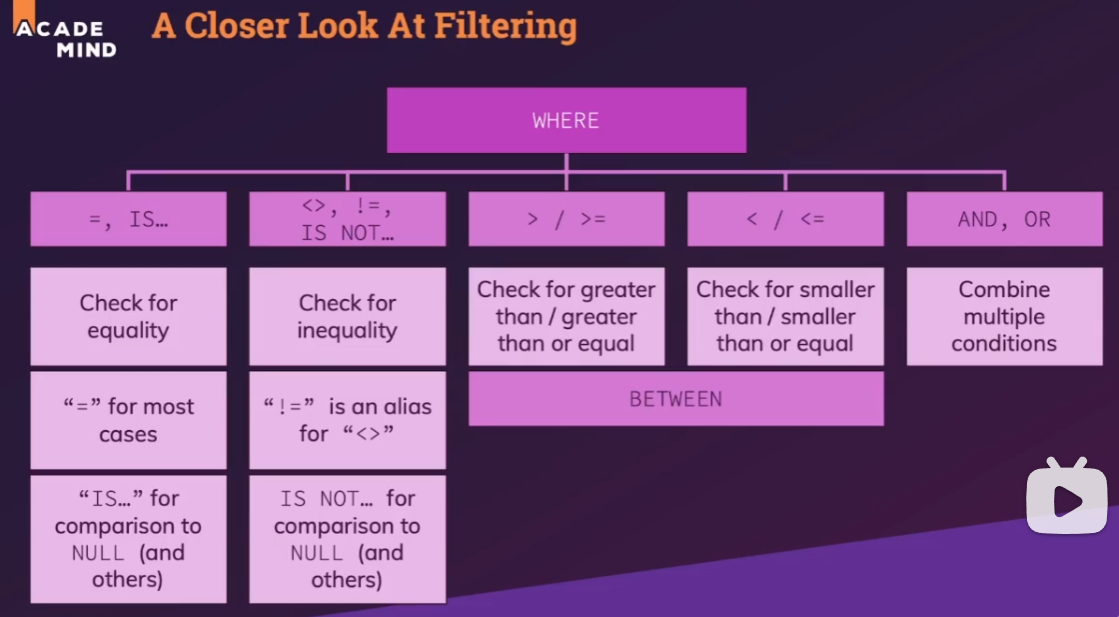 ACADE
MIND
A Closer Look At Filtering
WHERE
=, IS…
<>, !=,
IS NOT…
> / >=
< / <=
AND, OR
Check for
equality
Check for
inequality
Check for greater
than / greater
than or equal
Check for smaller
than / smaller
than or equal
Combine
multiple
conditions
“=” for most
cases
“!=” is an alias
for “<>”
BETWEEN
“IS…” for
comparison to
NULL (and
others)
IS NOT… for
comparison to
NULL (and
others)